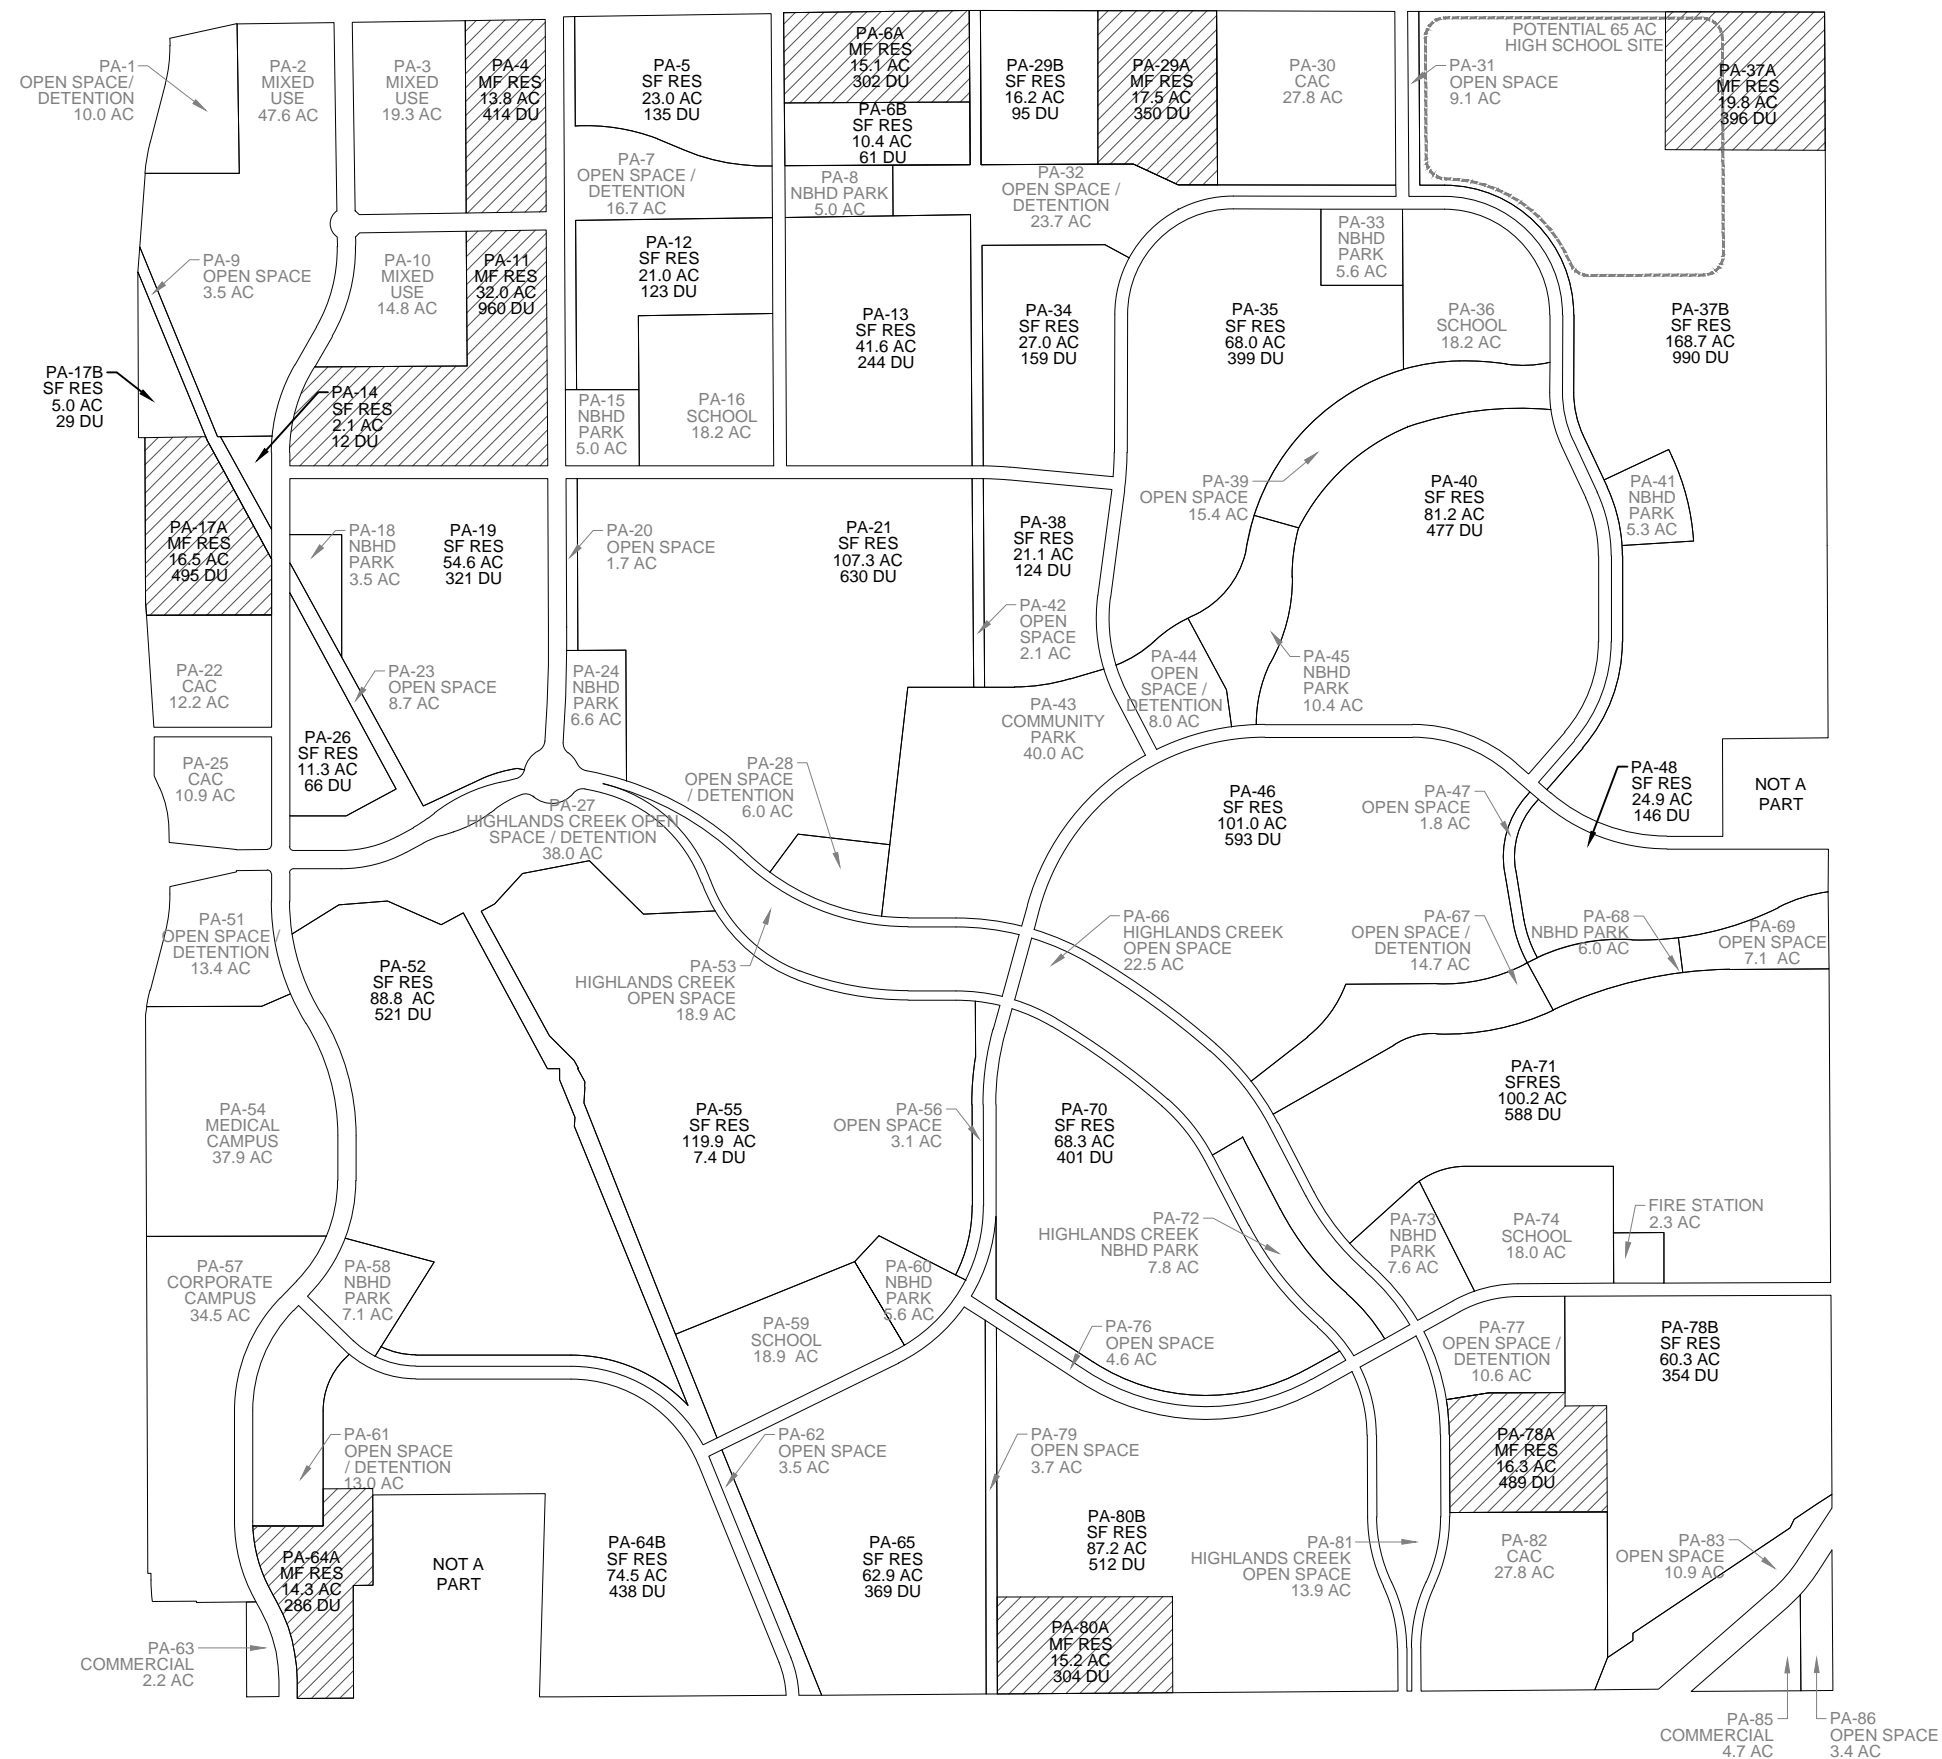 PA-1
OPEN SPACE/
DETENTION
10.0 AC
PA-2
MIXED
USE
47.6 AC
PA-3
MIXED
USE
19.3 AC
PA-4
MF RES
13.8 AC
414 DU
PA-5
SF RES
23.0 AC
135 DU
PA-6A
MF RES
15.1 AC
302 DU
PA-6B
SF RES
10.4 AC
61 DU
PA-29B
SF RES
16.2 AC
95 DU
PA-29A
MF RES
17.5 AC
350 DU
PA-30
CAC
27.8 AC
PA-31
OPEN SPACE
9.1 AC
POTENTIAL 65 AC
HIGH SCHOOL SITE
PA-37A
MF RES
19.8 AC
396 DU
PA-7
OPEN SPACE /
DETENTION
16.7 AC
PA-8
NBHD PARK
5.0 AC
PA-32
OPEN SPACE /
DETENTION
23.7 AC
PA-33
NBHD
PARK
5.6 AC
PA-9
OPEN SPACE
3.5 AC
PA-10
MIXED
USE
14.8 AC
PA-11
MF RES
32.0 AC
960 DU
PA-12
SF RES
21.0 AC
123 DU
PA-13
SF RES
41.6 AC
244 DU
PA-34
SF RES
27.0 AC
159 DU
PA-35
SF RES
68.0 AC
399 DU
PA-36
SCHOOL
18.2 AC
PA-37B
SF RES
168.7 AC
990 DU
PA-17B
SF RES
5.0 AC
29 DU
PA-14
SF RES
2.1 AC
12 DU
PA-15
NBHD
PARK
5.0 AC
PA-16
SCHOOL
18.2 AC
PA-39
OPEN SPACE
15.4 AC
PA-40
SF RES
81.2 AC
477 DU
PA-41
NBHD
PARK
5.3 AC
PA-17A
MF RES
16.5 AC
495 DU
PA-18
NBHD
PARK
3.5 AC
PA-19
SF RES
54.6 AC
321 DU
PA-20
OPEN SPACE
1.7 AC
PA-21
SF RES
107.3 AC
630 DU
PA-38
SF RES
21.1 AC
124 DU
PA-42
OPEN
SPACE
2.1 AC
PA-22
CAC
12.2 AC
PA-23
OPEN SPACE
8.7 AC
PA-24
NBHD
PARK
6.6 AC
PA-43
COMMUNITY
PARK
40.0 AC
PA-44
OPEN
SPACE /
DETENTION
8.0 AC
PA-45
NBHD
PARK
10.4 AC
PA-25
CAC
10.9 AC
PA-26
SF RES
11.3 AC
66 DU
PA-27
HIGHLANDS CREEK OPEN
SPACE / DETENTION
38.0 AC
PA-28
OPEN SPACE
/ DETENTION
6.0 AC
PA-46
SF RES
101.0 AC
593 DU
PA-47
OPEN SPACE
1.8 AC
PA-48
SF RES
24.9 AC
146 DU
NOT A
PART
PA-51
OPEN SPACE /
DETENTION
13.4 AC
PA-52
SF RES
88.8 AC
521 DU
PA-53
HIGHLANDS CREEK
OPEN SPACE
18.9 AC
PA-66
HIGHLANDS CREEK
OPEN SPACE
22.5 AC
PA-67
OPEN SPACE /
DETENTION
14.7 AC
PA-68
NBHD PARK
6.0 AC
PA-69
OPEN SPACE
7.1 AC
PA-54
MEDICAL
CAMPUS
37.9 AC
PA-55
SF RES
119.9 AC
7.4 DU
PA-56
OPEN SPACE
3.1 AC
PA-70
SF RES
68.3 AC
401 DU
PA-71
SFRES
100.2 AC
588 DU
PA-57
CORPORATE
CAMPUS
34.5 AC
PA-58
NBHD
PARK
7.1 AC
PA-59
SCHOOL
18.9 AC
PA-60
NBHD
PARK
5.6 AC
PA-72
HIGHLANDS CREEK
NBHD PARK
7.8 AC
PA-73
NBHD
PARK
7.6 AC
PA-74
SCHOOL
18.0 AC
FIRE STATION
2.3 AC
PA-76
OPEN SPACE
4.6 AC
PA-77
OPEN SPACE /
DETENTION
10.6 AC
PA-78B
SF RES
60.3 AC
354 DU
PA-61
OPEN SPACE
/ DETENTION
13.0 AC
PA-62
OPEN SPACE
3.5 AC
PA-79
OPEN SPACE
3.7 AC
PA-78A
MF RES
16.3 AC
489 DU
PA-64A
MF RES
14.3 AC
286 DU
NOT A
PART
PA-64B
SF RES
74.5 AC
438 DU
PA-65
SF RES
62.9 AC
369 DU
PA-80B
SF RES
87.2 AC
512 DU
PA-81
HIGHLANDS CREEK
OPEN SPACE
13.9 AC
PA-82
CAC
27.8 AC
PA-83
OPEN SPACE
10.9 AC
PA-63
COMMERCIAL
2.2 AC
PA-80A
MF RES
15.2 AC
304 DU
PA-85
COMMERCIAL
4.7 AC
PA-86
OPEN SPACE
3.4 AC